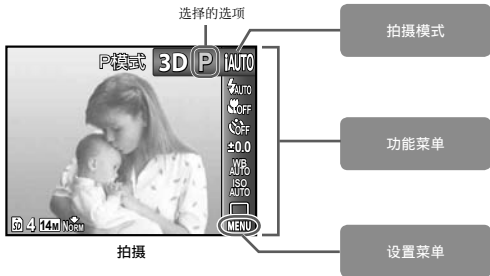 选择的选项
拍摄模式
P模式 3D P iAUTO
AUTO
OFF
OFF
±0.0
功能菜单
WB
AUTO
ISO
AUTO
SD 4 14M NORM
MENU
拍摄
设置菜单